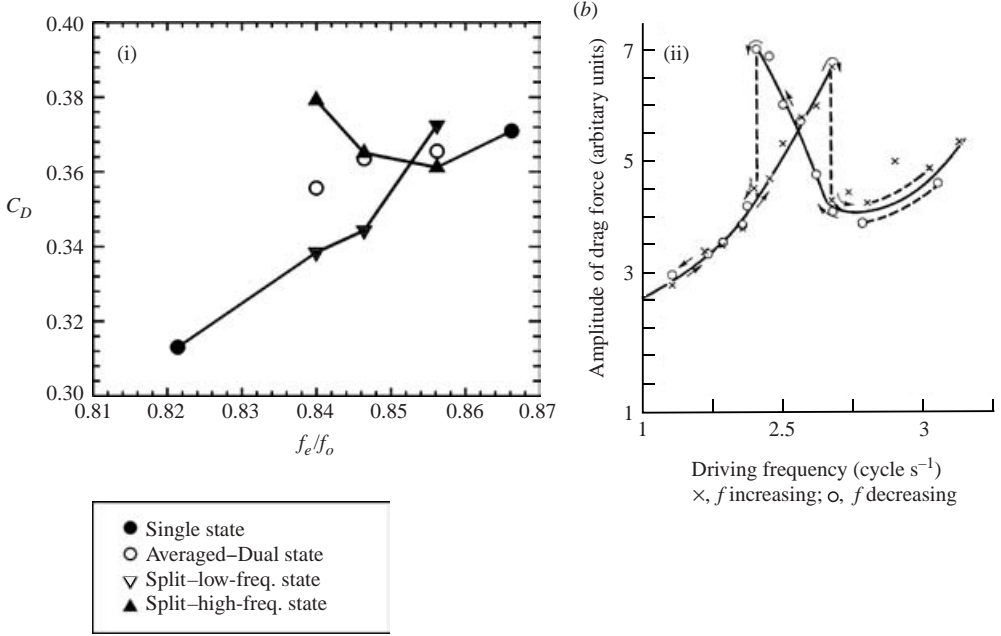 (i)
0.40
0.38
0.36
0.34
0.32
0.30
C_D
0.81 0.82 0.83 0.84 0.85 0.86 0.87
f_e/f_o
Single state
Averaged–Dual state
Split–low-freq. state
Split–high-freq. state
(b)
(ii)
7
5
3
1
Amplitude of drag force (arbitary units)
1 2.5 3
Driving frequency (cycle s⁻¹)
×, f increasing; o, f decreasing